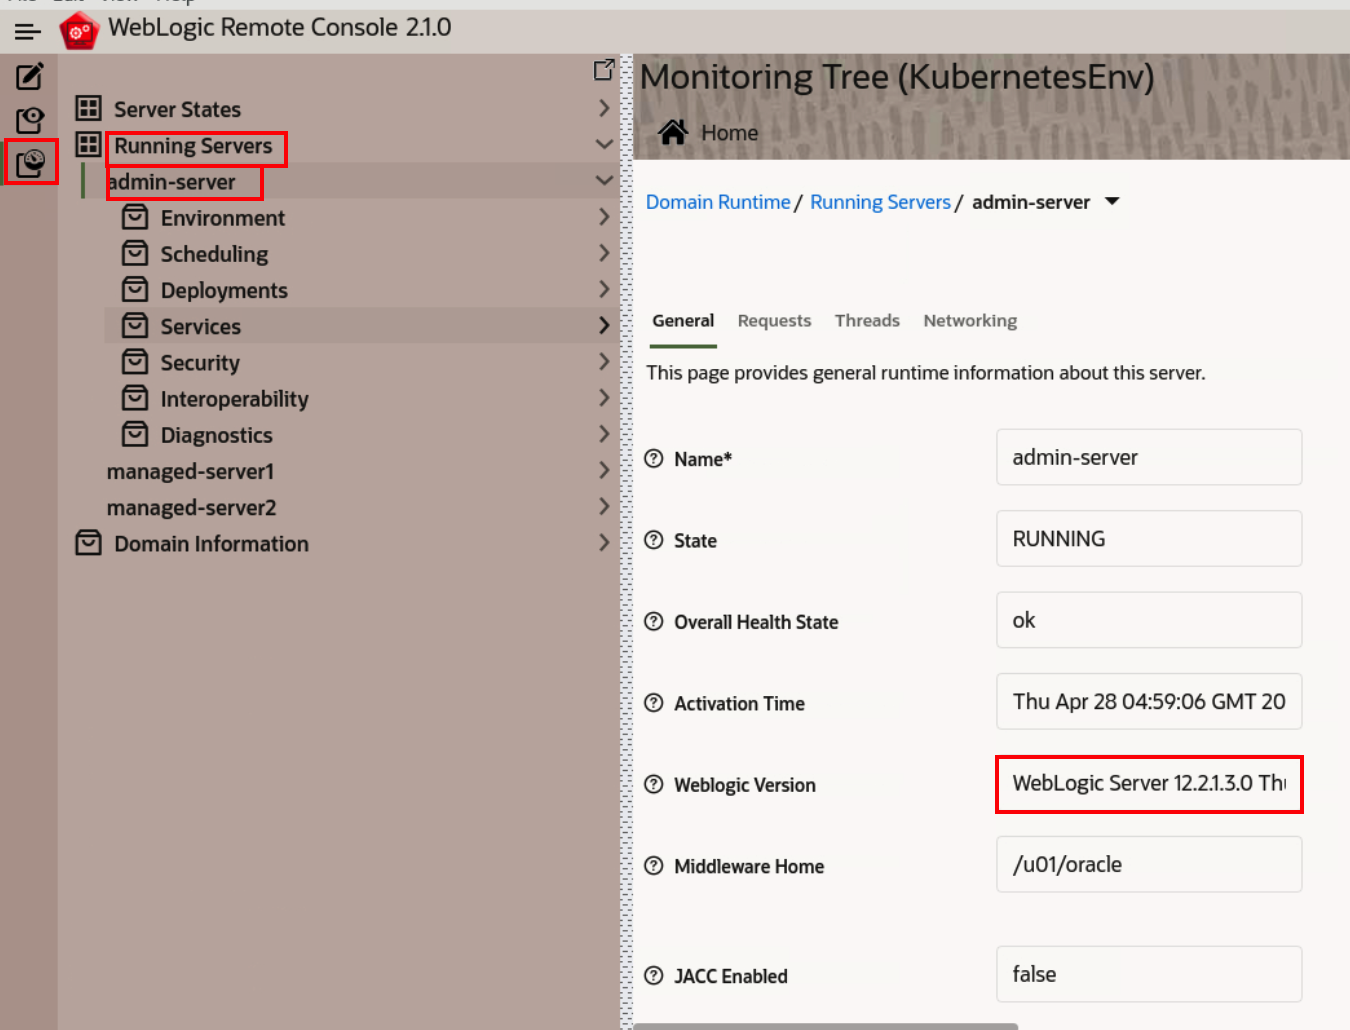 WebLogic Remote Console 2.1.0
Server States
Running Servers
admin-server
Environment
Scheduling
Deployments
Services
Security
Interoperability
Diagnostics
managed-server1
managed-server2
Domain Information
Monitoring Tree (KubernetesEnv)
Home
Domain Runtime / Running Servers / admin-server
General Requests Threads Networking
This page provides general runtime information about this server.
Name* admin-server
State RUNNING
Overall Health State ok
Activation Time Thu Apr 28 04:59:06 GMT 20
Weblogic Version WebLogic Server 12.2.1.3.0
Middleware Home /u01/oracle
JACC Enabled false